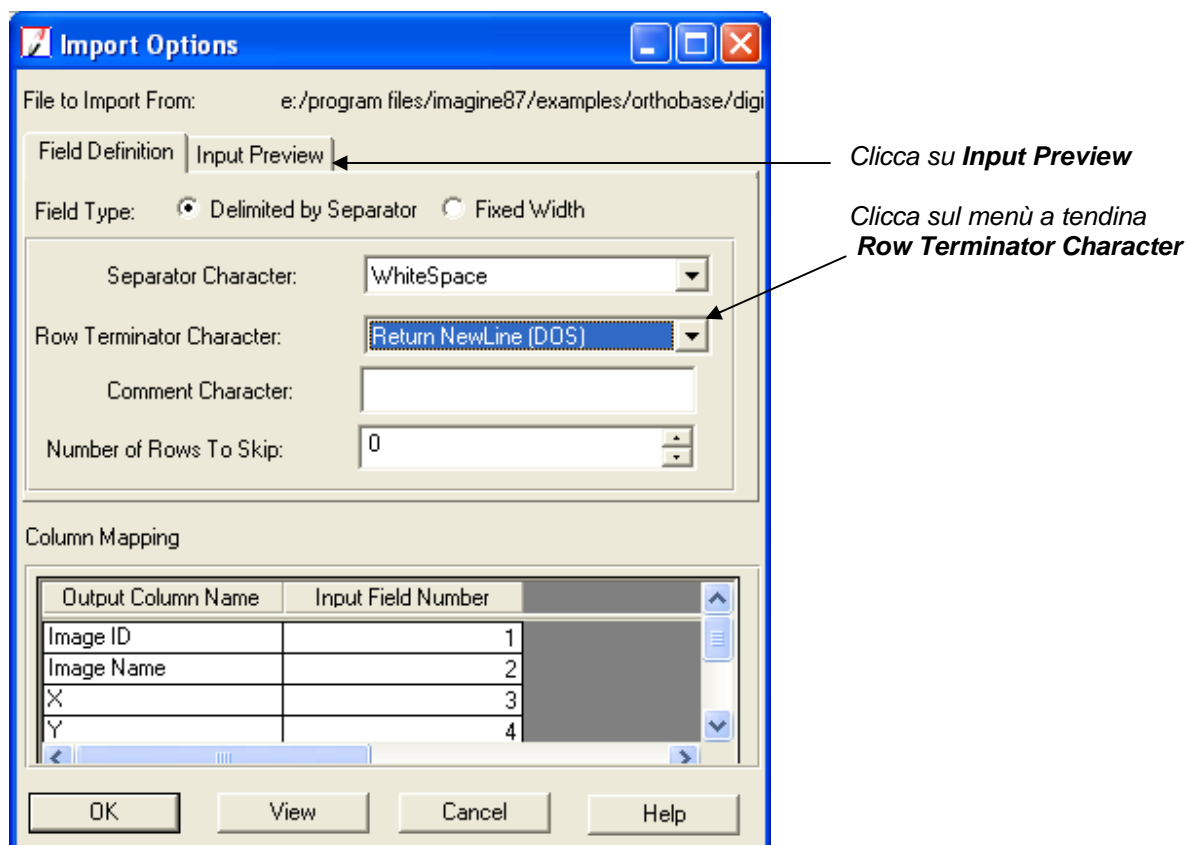 Import Options
File to Import From: e:/program files/imagine87/examples/orthobase/digi
Field Definition Input Preview
Clicca su Input Preview
Field Type: Delimited by Separator Fixed Width
Clicca sul menù a tendina
Row Terminator Character
Separator Character: WhiteSpace
Row Terminator Character: Return NewLine (DOS)
Comment Character:
Number of Rows To Skip: 0
Column Mapping
Output Column Name Input Field Number
Image ID 1
Image Name 2
X 3
Y 4
OK View Cancel Help